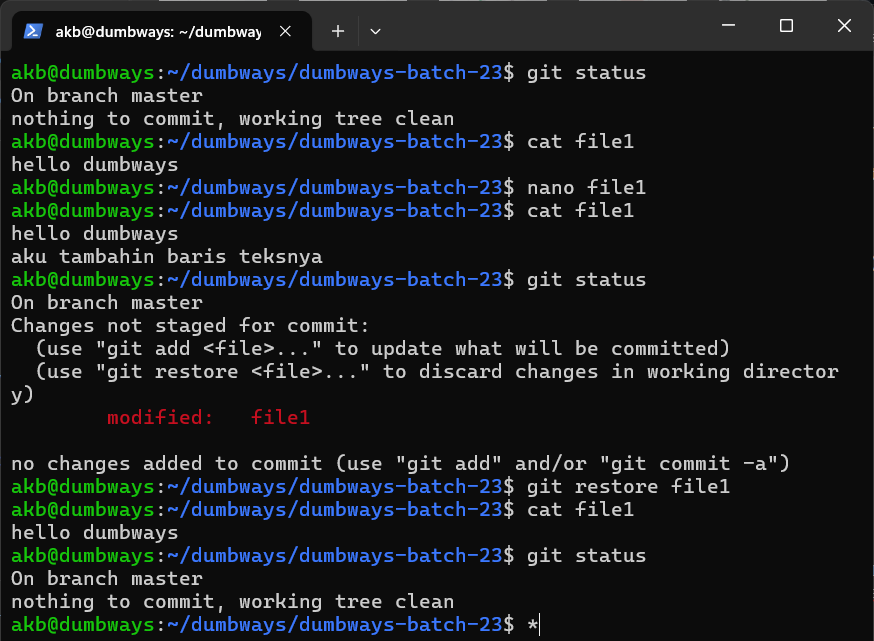 akb@dumbways: ~/dumbway
akb@dumbways:~/dumbways/dumbways-batch-23$ git status
On branch master
nothing to commit, working tree clean
akb@dumbways:~/dumbways/dumbways-batch-23$ cat file1
hello dumbways
akb@dumbways:~/dumbways/dumbways-batch-23$ nano file1
akb@dumbways:~/dumbways/dumbways-batch-23$ cat file1
hello dumbways
aku tambahin baris teksnya
akb@dumbways:~/dumbways/dumbways-batch-23$ git status
On branch master
Changes not staged for commit:
  (use "git add <file>..." to update what will be committed)
  (use "git restore <file>..." to discard changes in working director
y)
        modified:   file1

no changes added to commit (use "git add" and/or "git commit -a")
akb@dumbways:~/dumbways/dumbways-batch-23$ git restore file1
akb@dumbways:~/dumbways/dumbways-batch-23$ cat file1
hello dumbways
akb@dumbways:~/dumbways/dumbways-batch-23$ git status
On branch master
nothing to commit, working tree clean
akb@dumbways:~/dumbways/dumbways-batch-23$ *